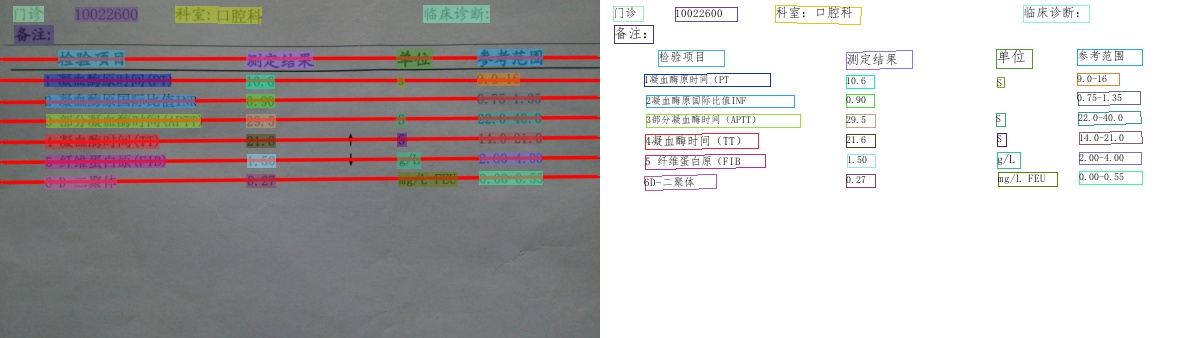 门诊 10022600 科室: 口腔科 临床诊断:
备注:
检验项目 测定结果 单位 参考范围
1 凝血酶原时间(PT) 10.6 S 9.0-16
2 凝血酶原国际比值INR 0.90 0.75-1.35
3 部分凝血酶时间(APTT) 29.5 S 22.0-40.0
4 凝血酶时间(TT) 21.6 S 14.0-21.0
5 纤维蛋白原(FIB) 1.50 g/L 2.00-4.00
6 D-二聚体 0.27 mg/L FEU 0.00-0.55
门诊 10022600 科室: 口腔科 临床诊断:
备注:
检验项目 测定结果 单位 参考范围
1凝血酶原时间 (PT 10.6 S 9.0-16
2凝血酶原国际比值INF 0.90 0.75-1.35
3部分凝血酶时间 (APTT) 29.5 S 22.0-40.0
4凝血酶时间 (TT) 21.6 S 14.0-21.0
5 纤维蛋白原 (FIB 1.50 g/L 2.00-4.00
6D-二聚体 0.27 mg/L FEU 0.00-0.55